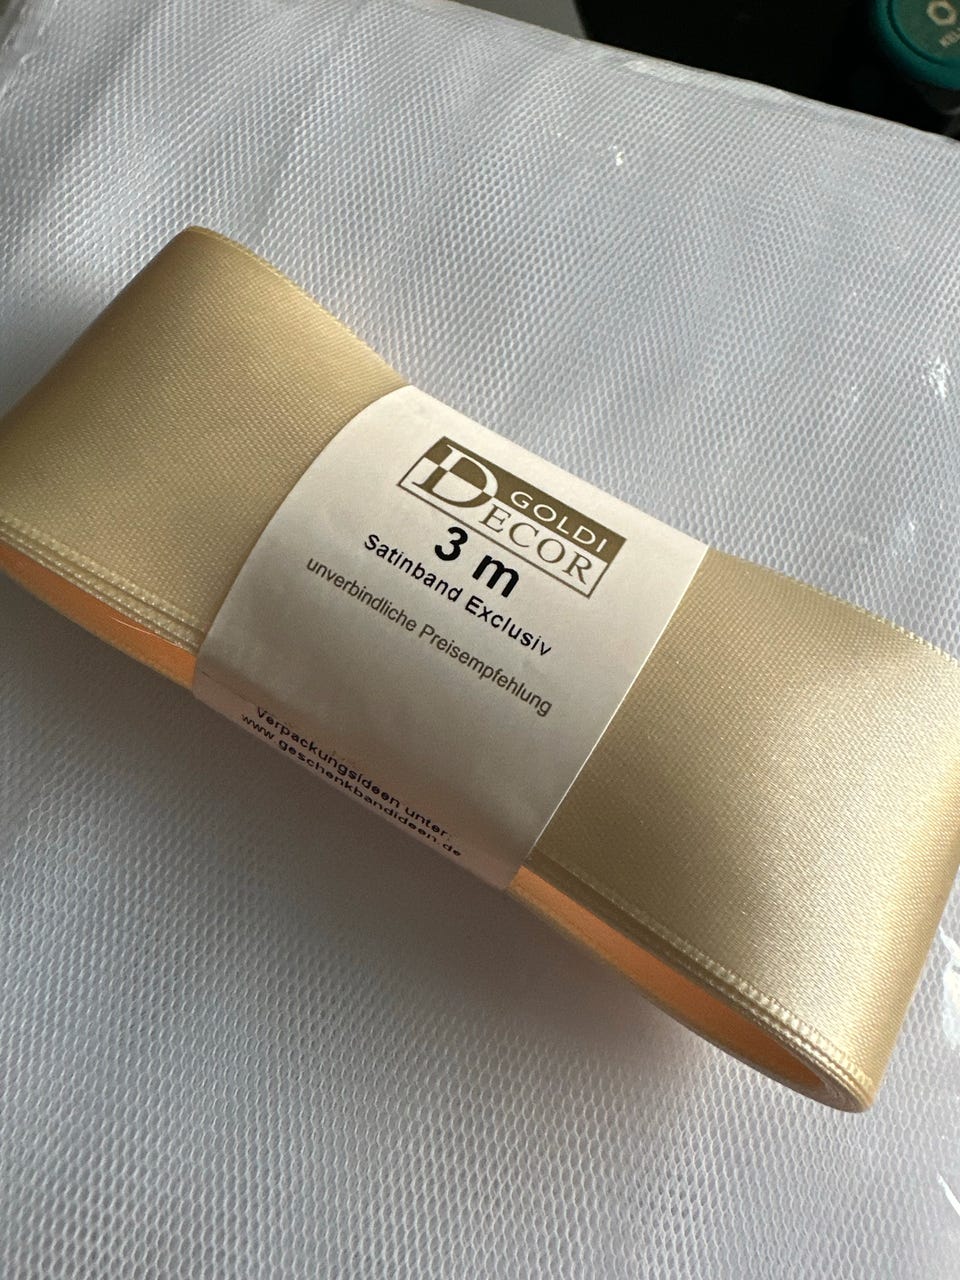 GOLDI
DECOR
3 m
Satinband Exclusiv
unverbindliche Preisempfehlung
Verpackungsideen unter:
www.geschenkbandideen.de